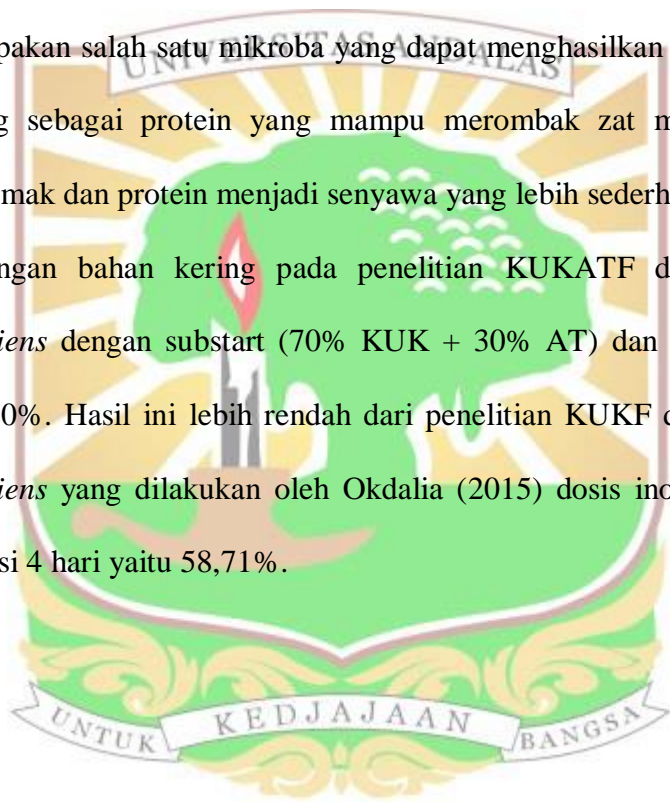 UNIVERSITAS ANDALAS
pakan salah satu mikroba yang dapat menghasilkan
g sebagai protein yang mampu merombak zat m
mak dan protein menjadi senyawa yang lebih sederh
ngan bahan kering pada penelitian KUKATF d
iens dengan substart (70% KUK + 30% AT) dan
0%. Hasil ini lebih rendah dari penelitian KUKF d
iens yang dilakukan oleh Okdalia (2015) dosis ino
si 4 hari yaitu 58,71%.
UNTUK KEDJAJAAN BANGSA